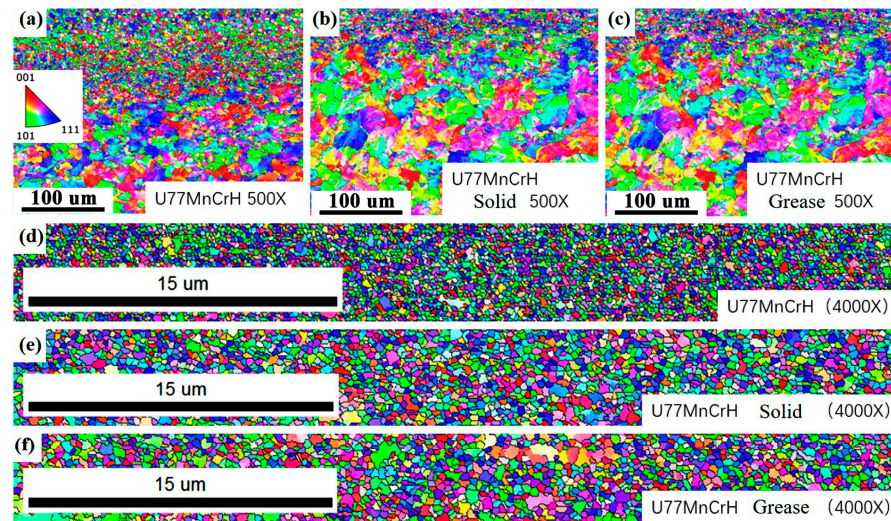 (a)
001
101
111
100 um
U77MnCrH 500X
(b)
100 um
U77MnCrH
Solid 500X
(c)
100 um
U77MnCrH
Grease 500X
(d)
15 um
U77MnCrH (4000X)
(e)
15 um
U77MnCrH Solid (4000X)
(f)
15 um
U77MnCrH Grease (4000X)